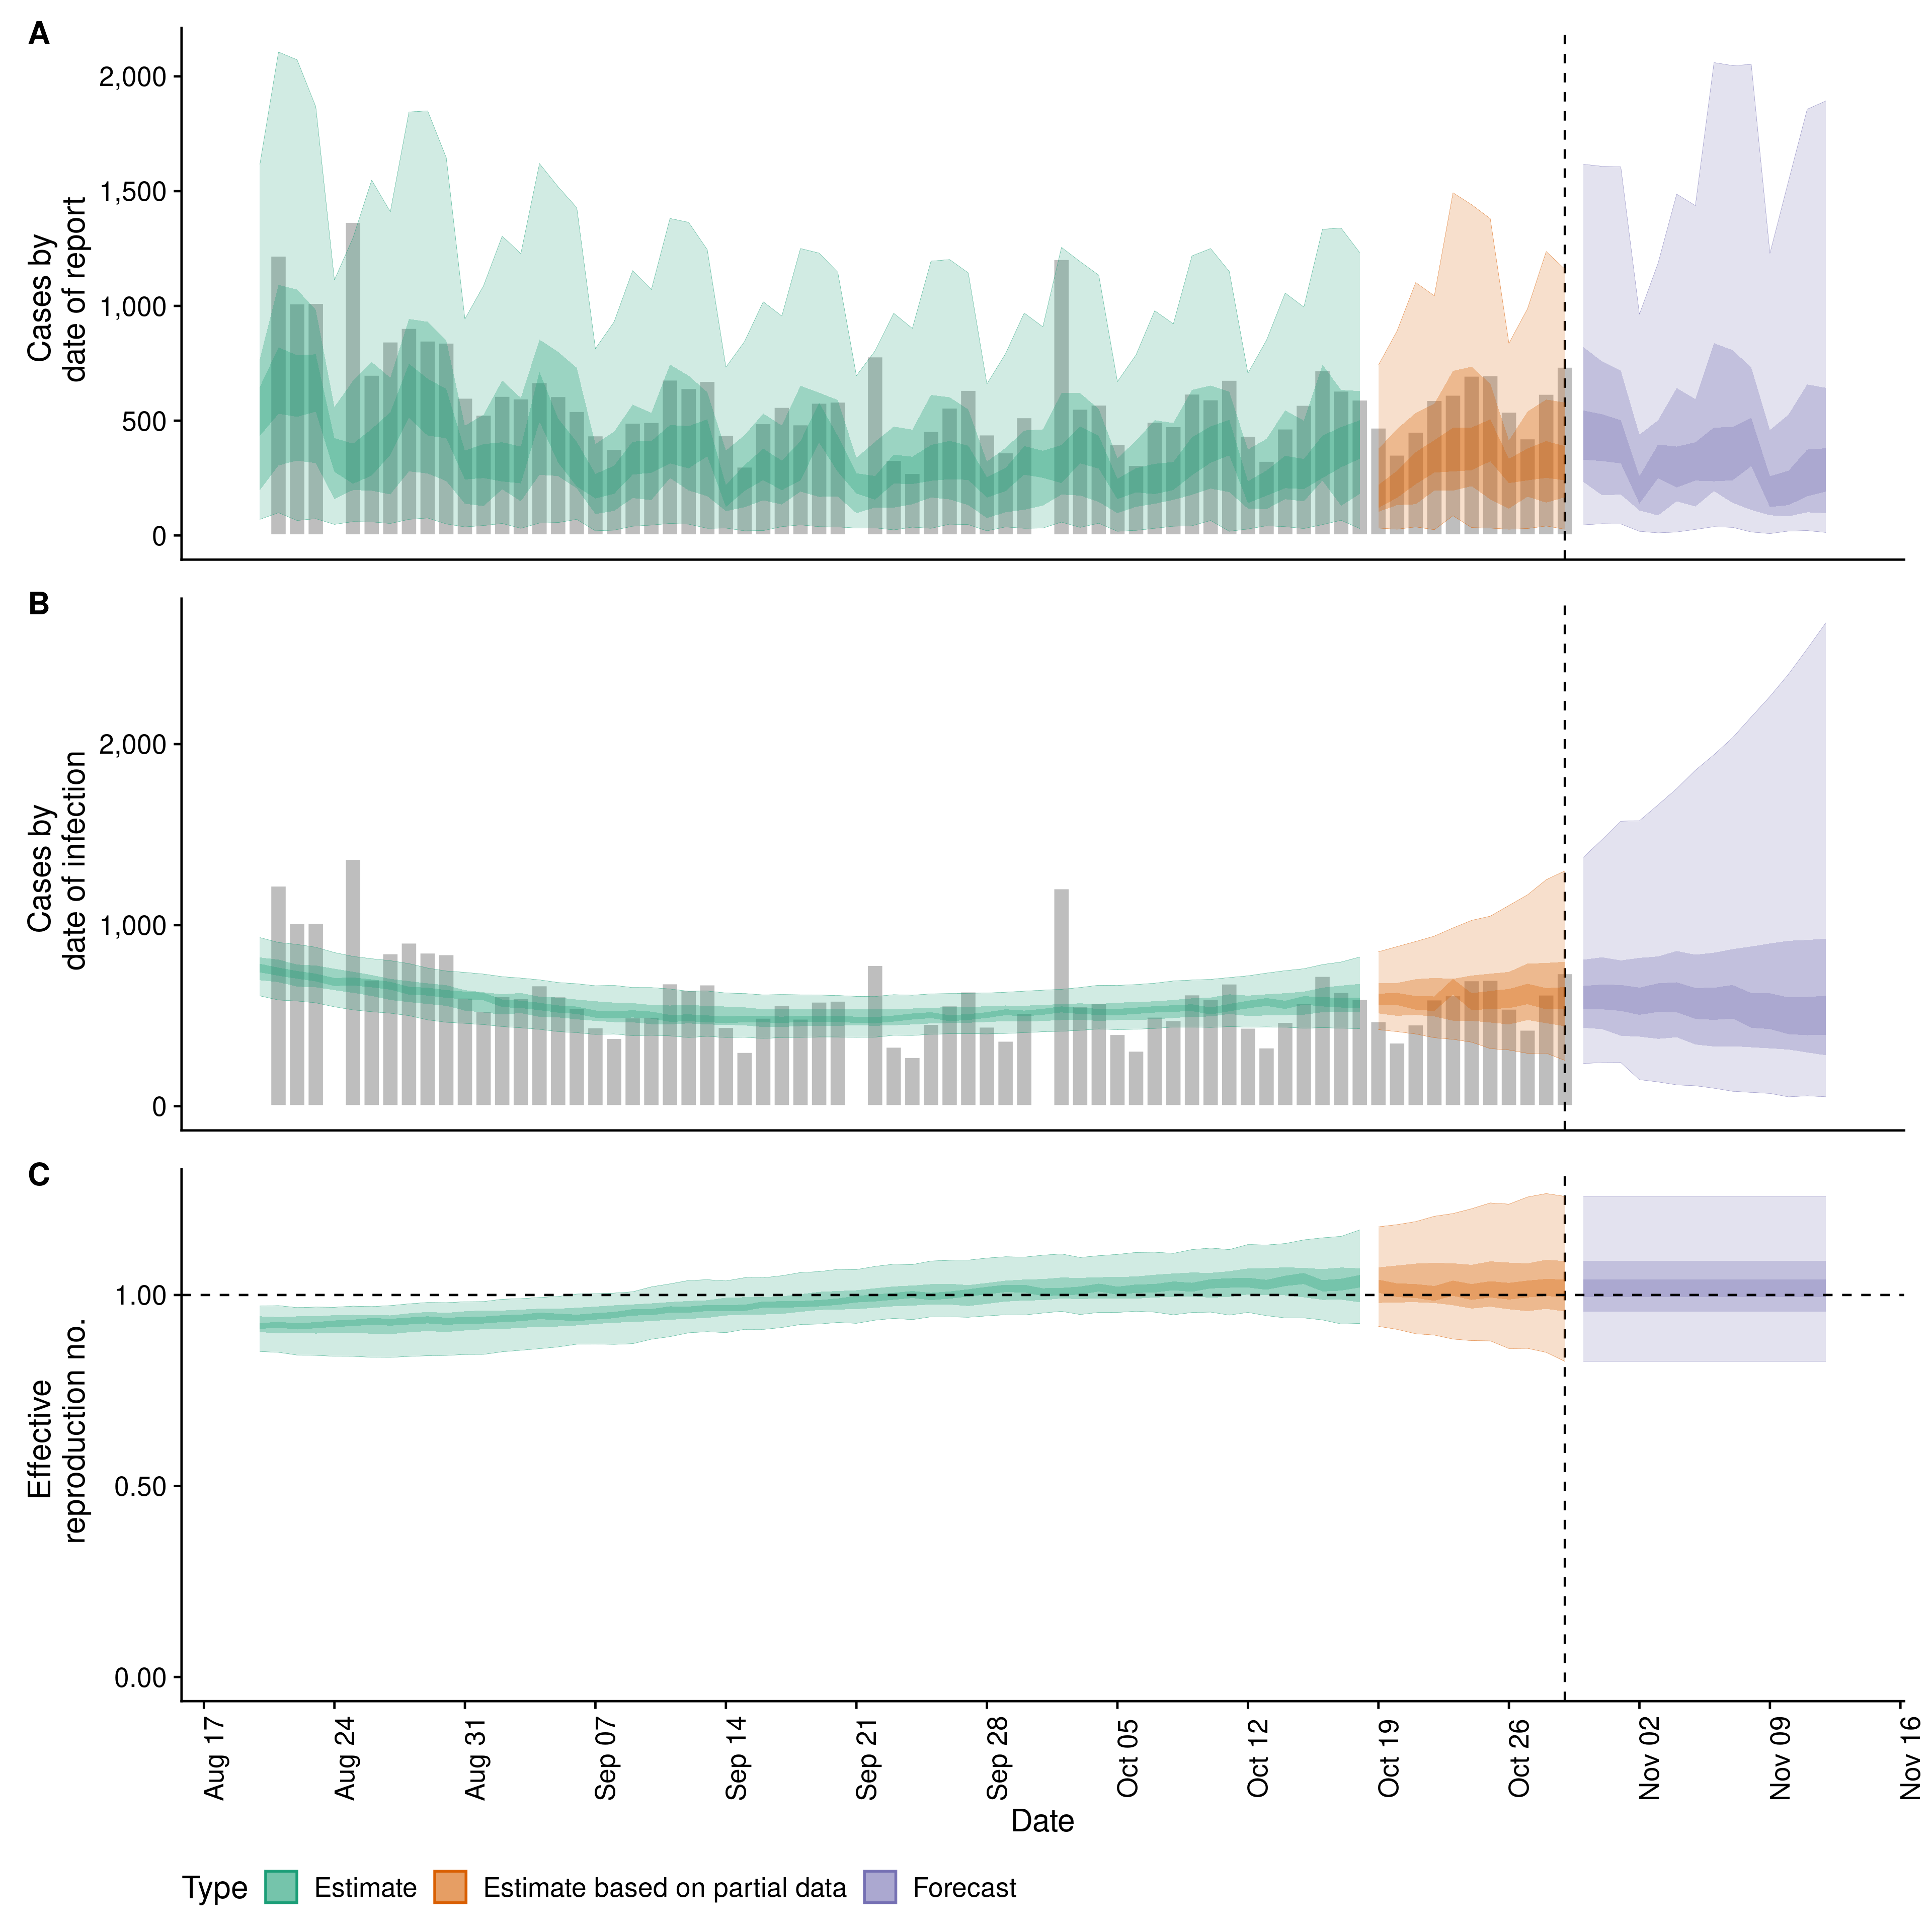 A
Cases by
date of report
2,000
1,500
1,000
500
0
B
Cases by
date of infection
2,000
1,000
0
C
Effective
reproduction no.
1.00
0.50
0.00
Aug 17
Aug 24
Aug 31
Sep 07
Sep 14
Sep 21
Sep 28
Oct 05
Oct 12
Oct 19
Oct 26
Nov 02
Nov 09
Nov 16
Date
Type Estimate Estimate based on partial data Forecast